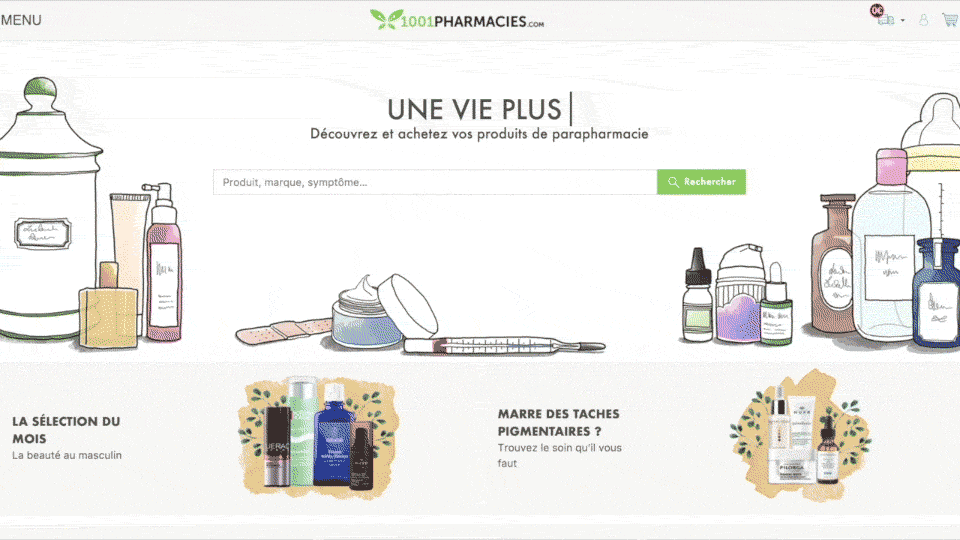 MENU
1001PHARMACIES.COM
0€
UNE VIE PLUS
Découvrez et achetez vos produits de parapharmacie
Produit, marque, symptôme...
Rechercher
LA SÉLECTION DU
MOIS
La beauté au masculin
MARRE DES TACHES
PIGMENTAIRES ?
Trouvez le soin qu'il vous
faut